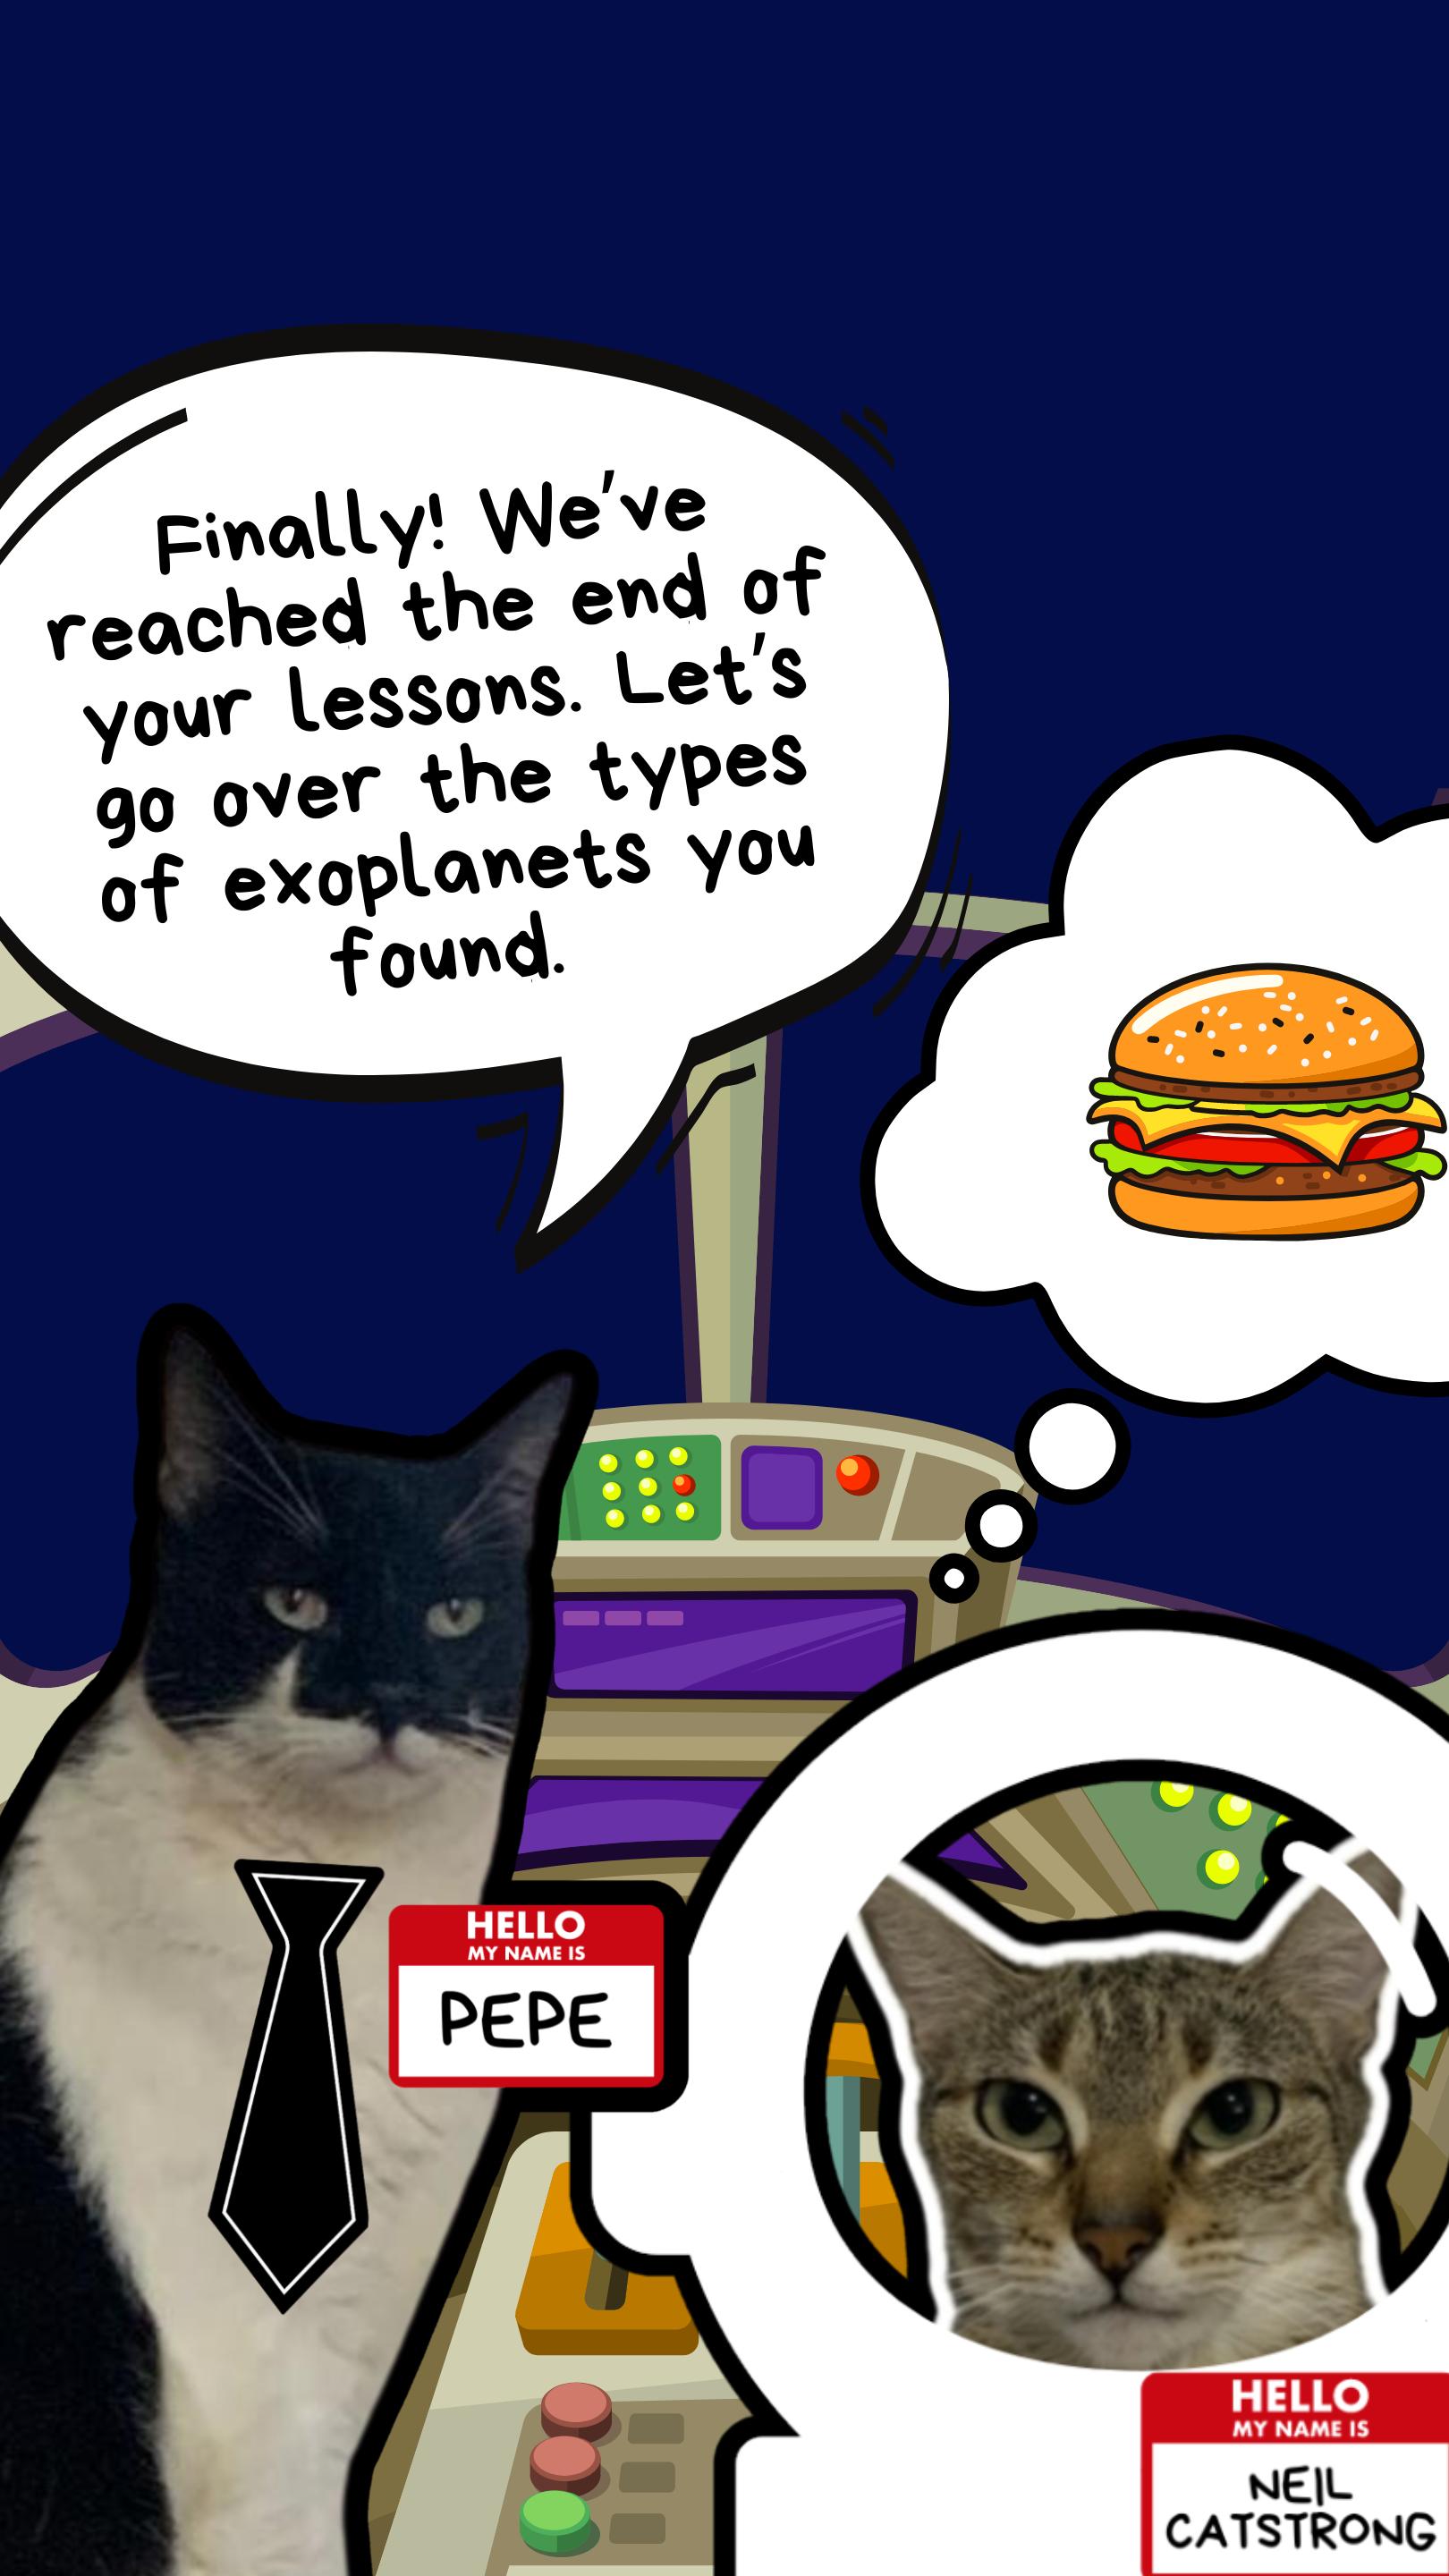 Finally! We've
reached the end of
your lessons. Let's
go over the types
of exoplanets you
found.
HELLO
MY NAME IS
PEPE
HELLO
MY NAME IS
NEIL
CATSTRONG